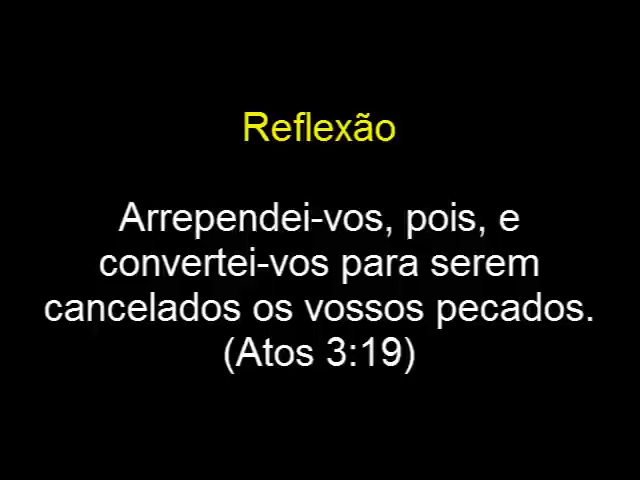 Reflexão
Arrependei-vos, pois, e
convertei-vos para serem
cancelados os vossos pecados.
(Atos 3:19)